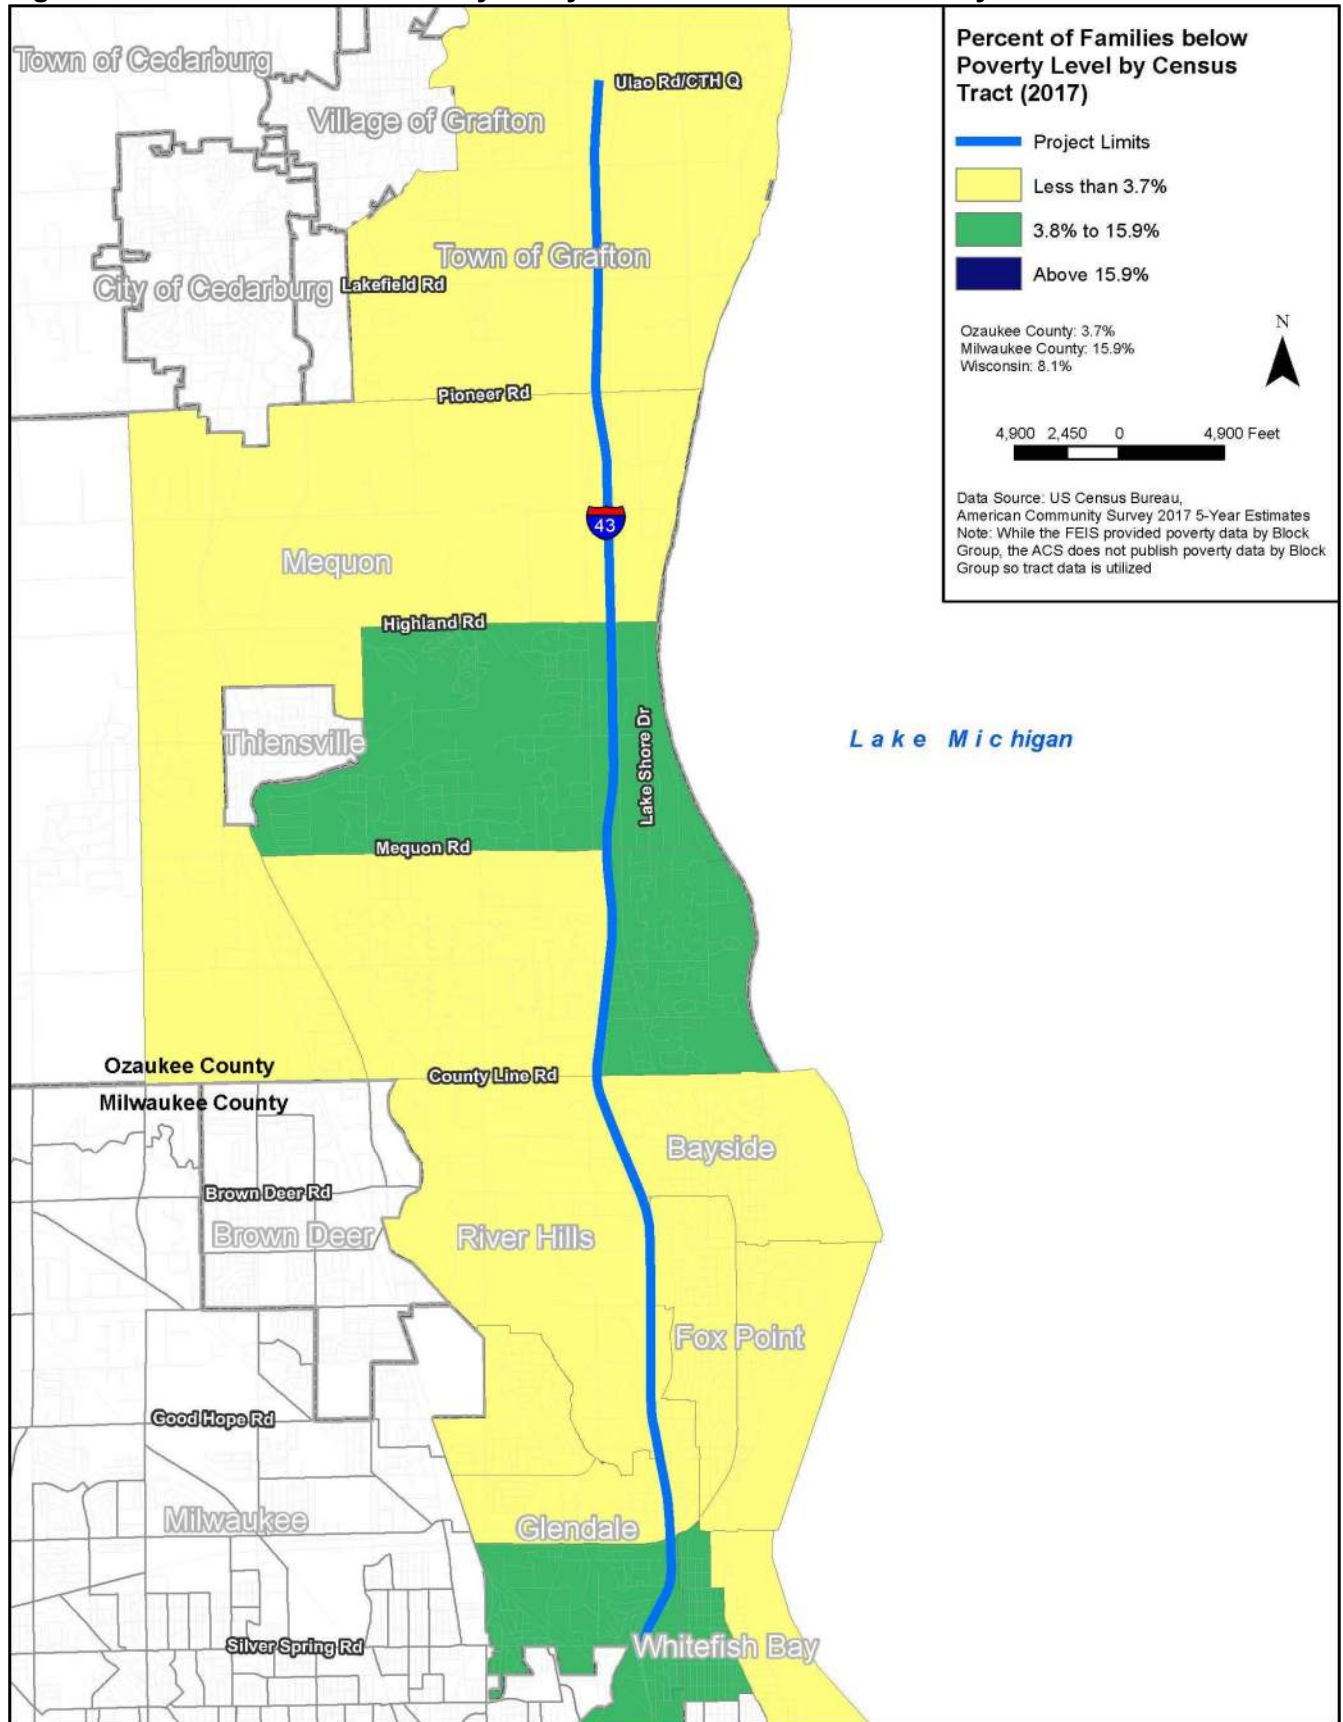 Town of Cedarburg
Village of Grafton
Ulao Rd/CTH Q
Town of Grafton
City of Cedarburg
Lakefield Rd
Pioneer Rd
43
Mequon
Highland Rd
Thiensville
Lake Shore Dr
Mequon Rd
Lake Michigan
Ozaukee County
County Line Rd
Milwaukee County
Bayside
Brown Deer Rd
Brown Deer
River Hills
Fox Point
Good Hope Rd
Milwaukee
Glendale
Silver Spring Rd
Whitefish Bay
Percent of Families below
Poverty Level by Census
Tract (2017)
Project Limits
Less than 3.7%
3.8% to 15.9%
Above 15.9%
Ozaukee County: 3.7%
Milwaukee County: 15.9%
Wisconsin: 8.1%
N
4,900 2,450 0 4,900 Feet
Data Source: US Census Bureau,
American Community Survey 2017 5-Year Estimates
Note: While the FEIS provided poverty data by Block
Group, the ACS does not publish poverty data by Block
Group so tract data is utilized